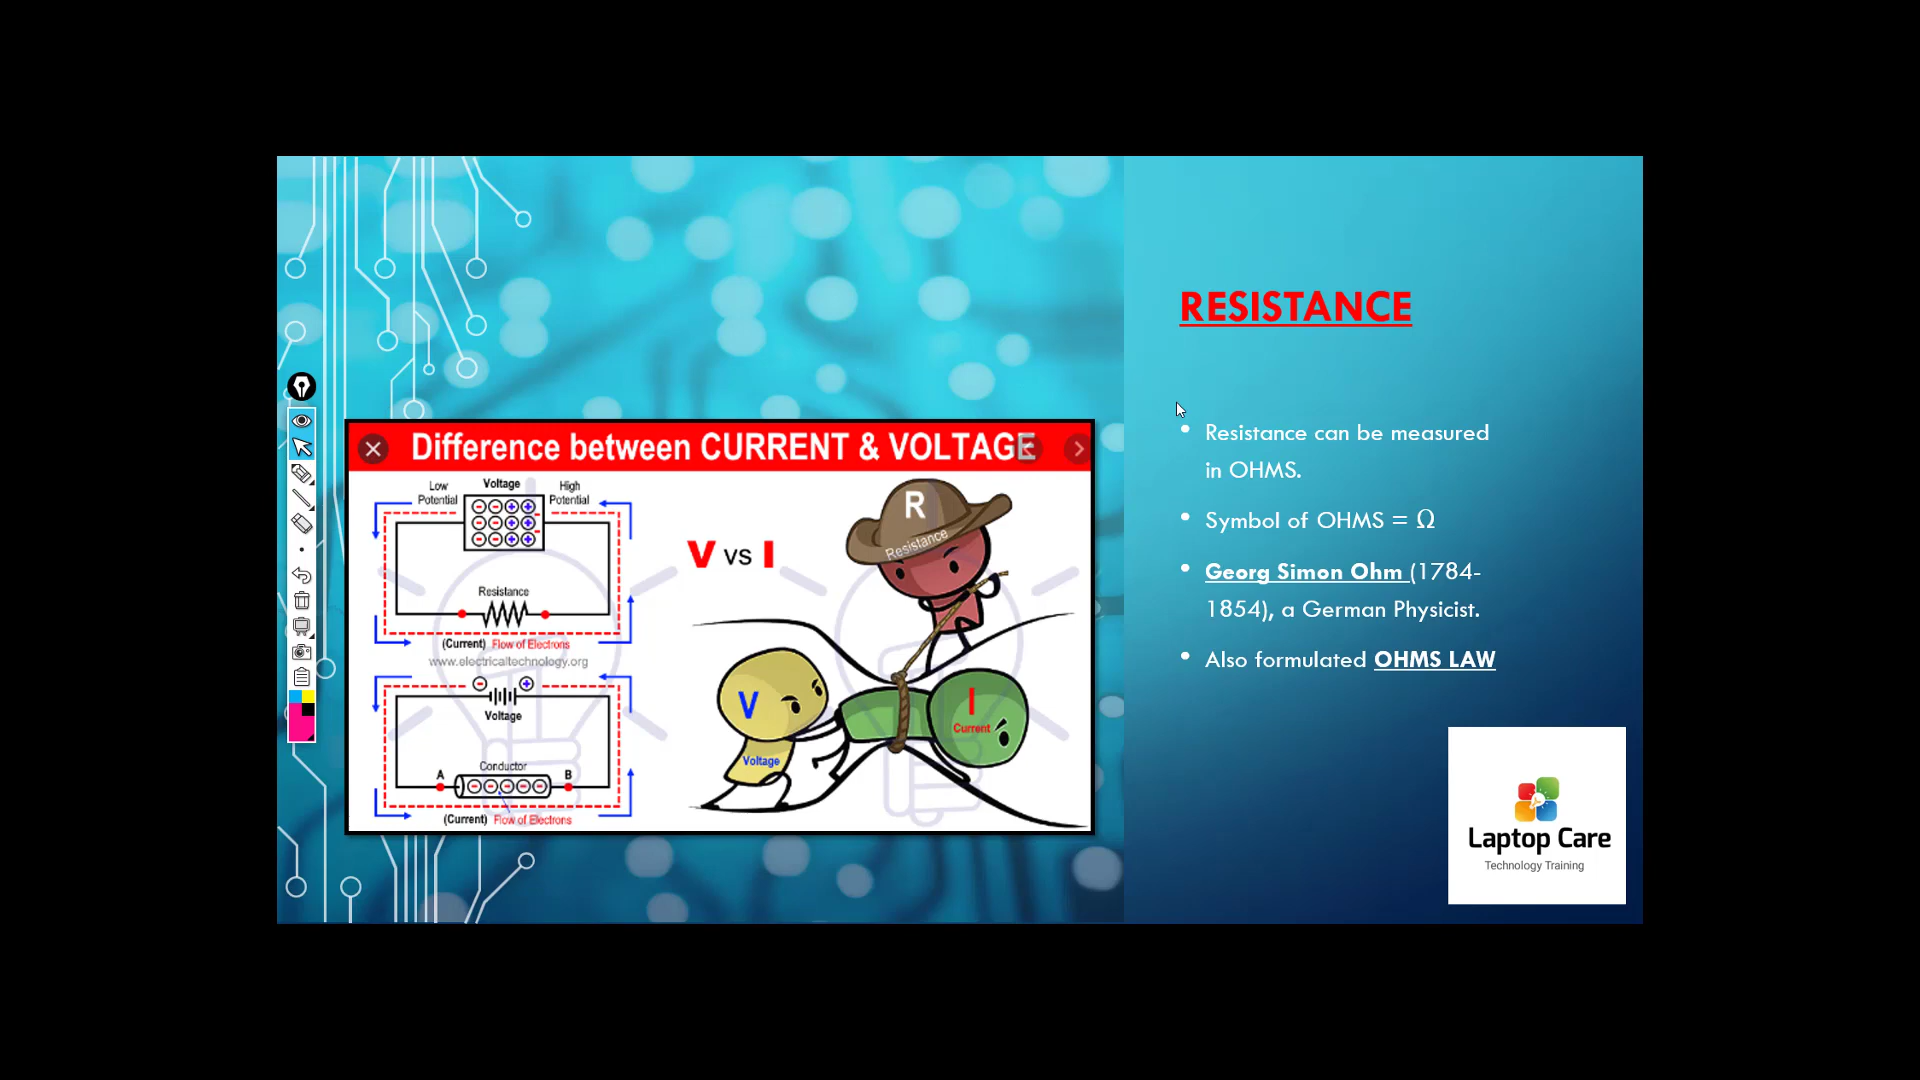 Difference between CURRENT & VOLTAGE
Low
Potential
Voltage
High
Potential
Resistance
(Current) Flow of Electrons
www.electricaltechnology.org
Voltage
A
Conductor
B
(Current) Flow of Electrons
V vs I
R
Resistance
V
Voltage
I
Current
RESISTANCE
• Resistance can be measured
in OHMS.
• Symbol of OHMS = Ω
• Georg Simon Ohm (1784-
1854), a German Physicist.
• Also formulated OHMS LAW
Laptop Care
Technology Training